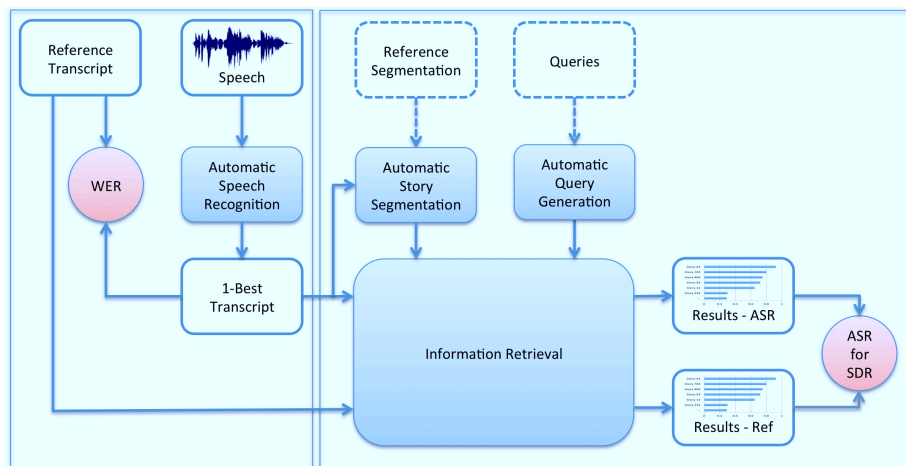 Reference
Transcript
Speech
Reference
Segmentation
Queries
WER
Automatic
Speech
Recognition
Automatic
Story
Segmentation
Automatic
Query
Generation
1-Best
Transcript
Information Retrieval
Results - ASR
ASR
for
SDR
Results - Ref